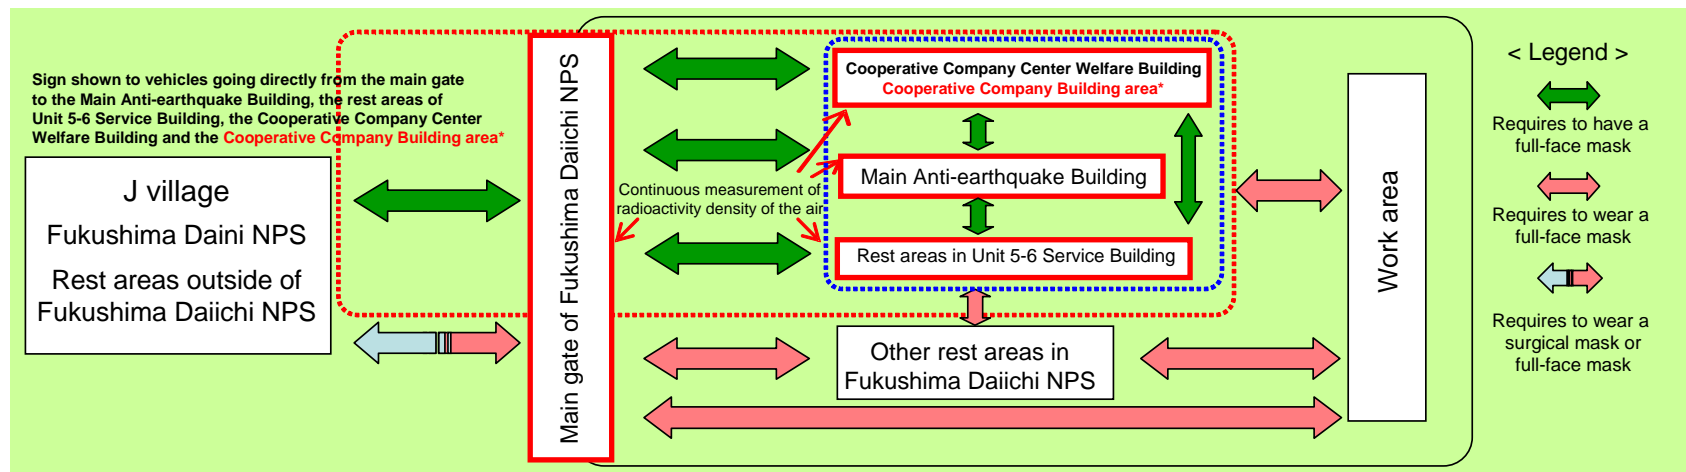 Sign shown to vehicles going directly from the main gate
to the Main Anti-earthquake Building, the rest areas of
Unit 5-6 Service Building, the Cooperative Company Center
Welfare Building and the Cooperative Company Building area*
J village
Fukushima Daini NPS
Rest areas outside of
Fukushima Daiichi NPS
Main gate of Fukushima Daiichi NPS
Continuous measurement of
radioactivity density of the air
Cooperative Company Center Welfare Building
Cooperative Company Building area*
Main Anti-earthquake Building
Rest areas in Unit 5-6 Service Building
Other rest areas in
Fukushima Daiichi NPS
Work area
< Legend >
Requires to have a
full-face mask
Requires to wear a
full-face mask
Requires to wear a
surgical mask or
full-face mask